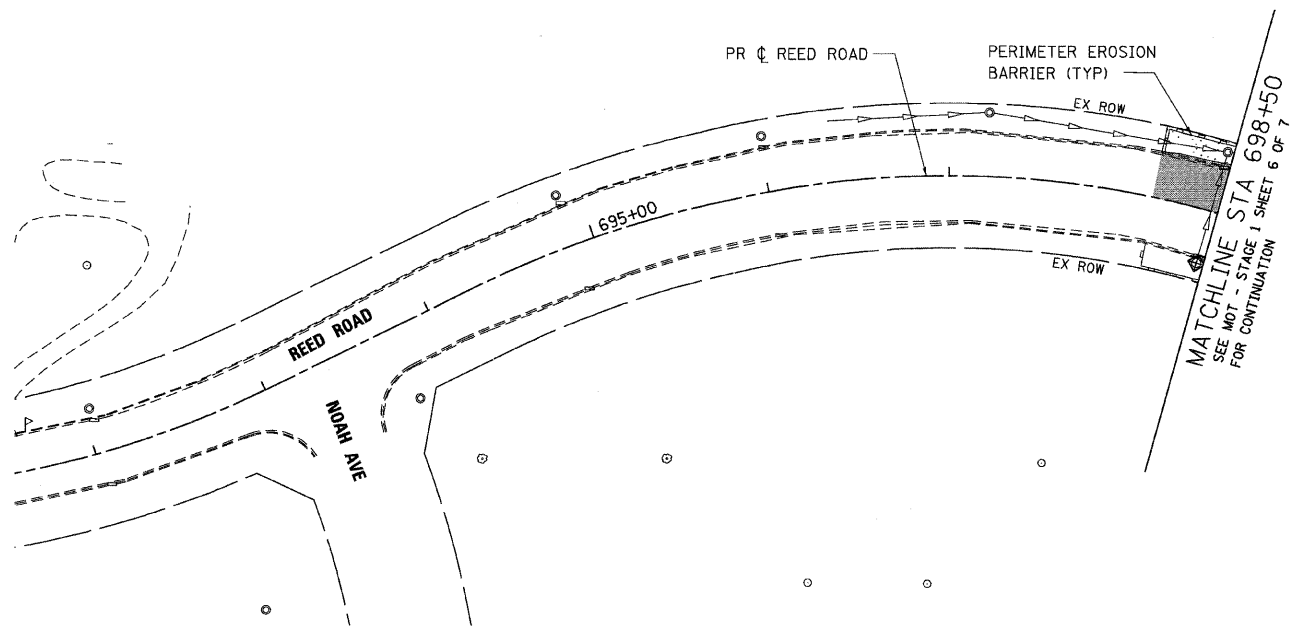 PR ℄ REED ROAD
PERIMETER EROSION
BARRIER (TYP)
EX ROW
695+00
EX ROW
REED ROAD
NOAH AVE
MATCHLINE STA 698+50
SEE MOT - STAGE 1 SHEET 6 OF 7
FOR CONTINUATION